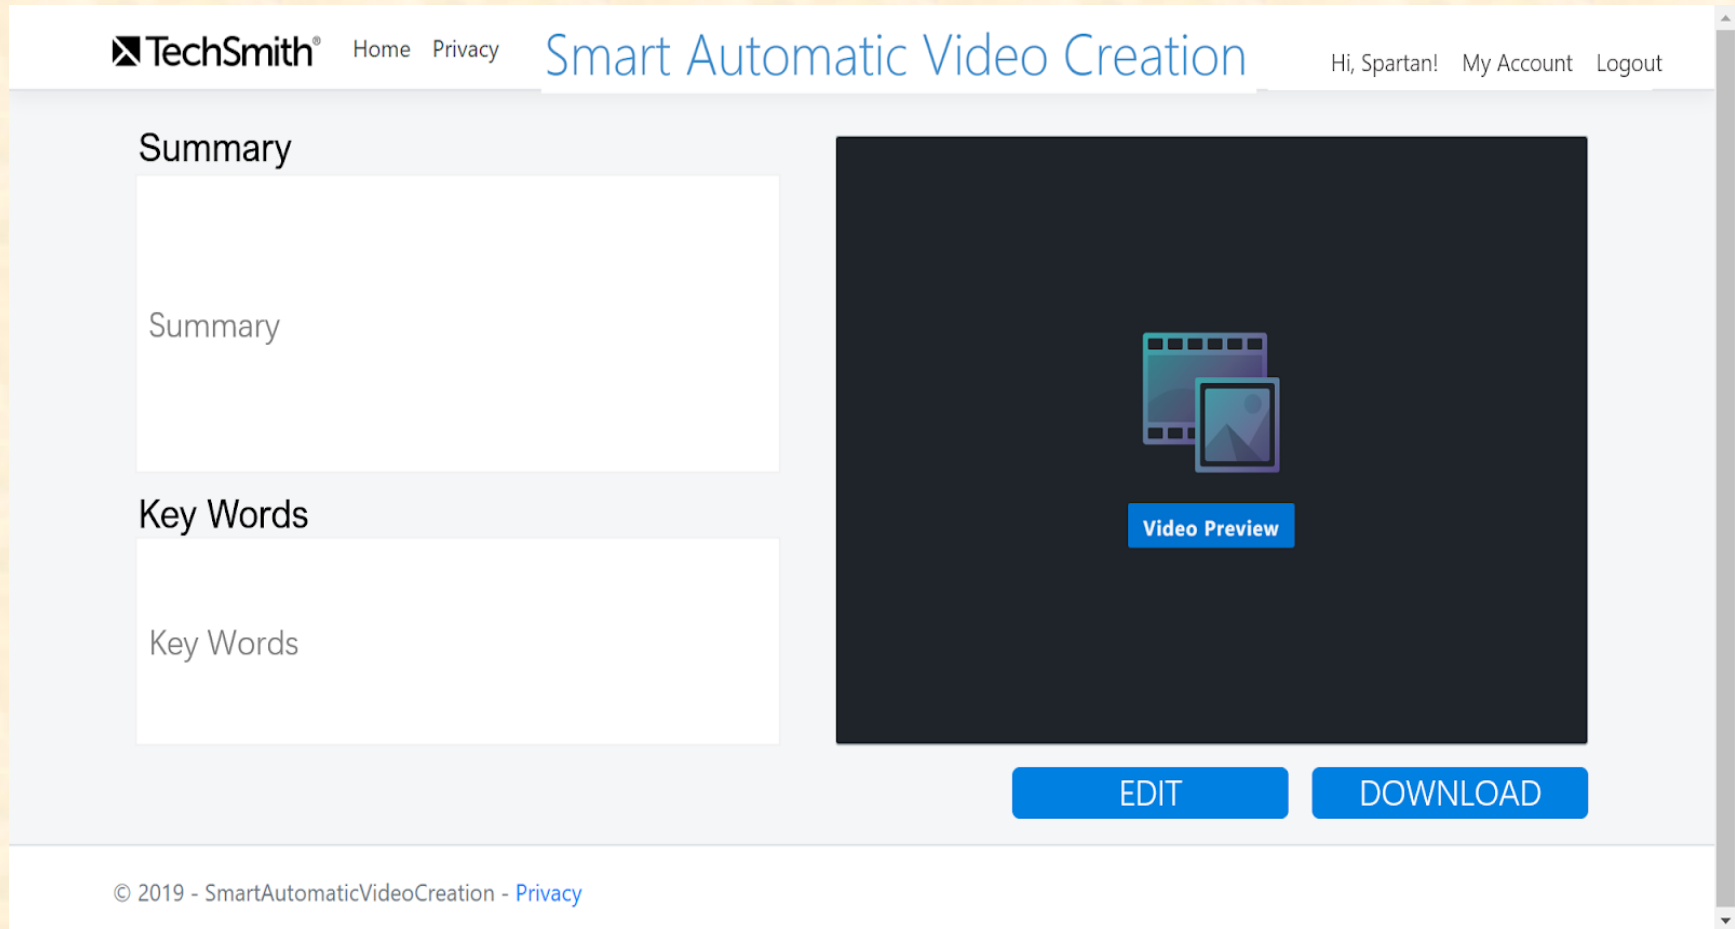 TechSmith® Home Privacy Smart Automatic Video Creation Hi, Spartan! My Account Logout
Summary
Summary
Key Words
Key Words
Video Preview
EDIT DOWNLOAD
© 2019 - SmartAutomaticVideoCreation - Privacy